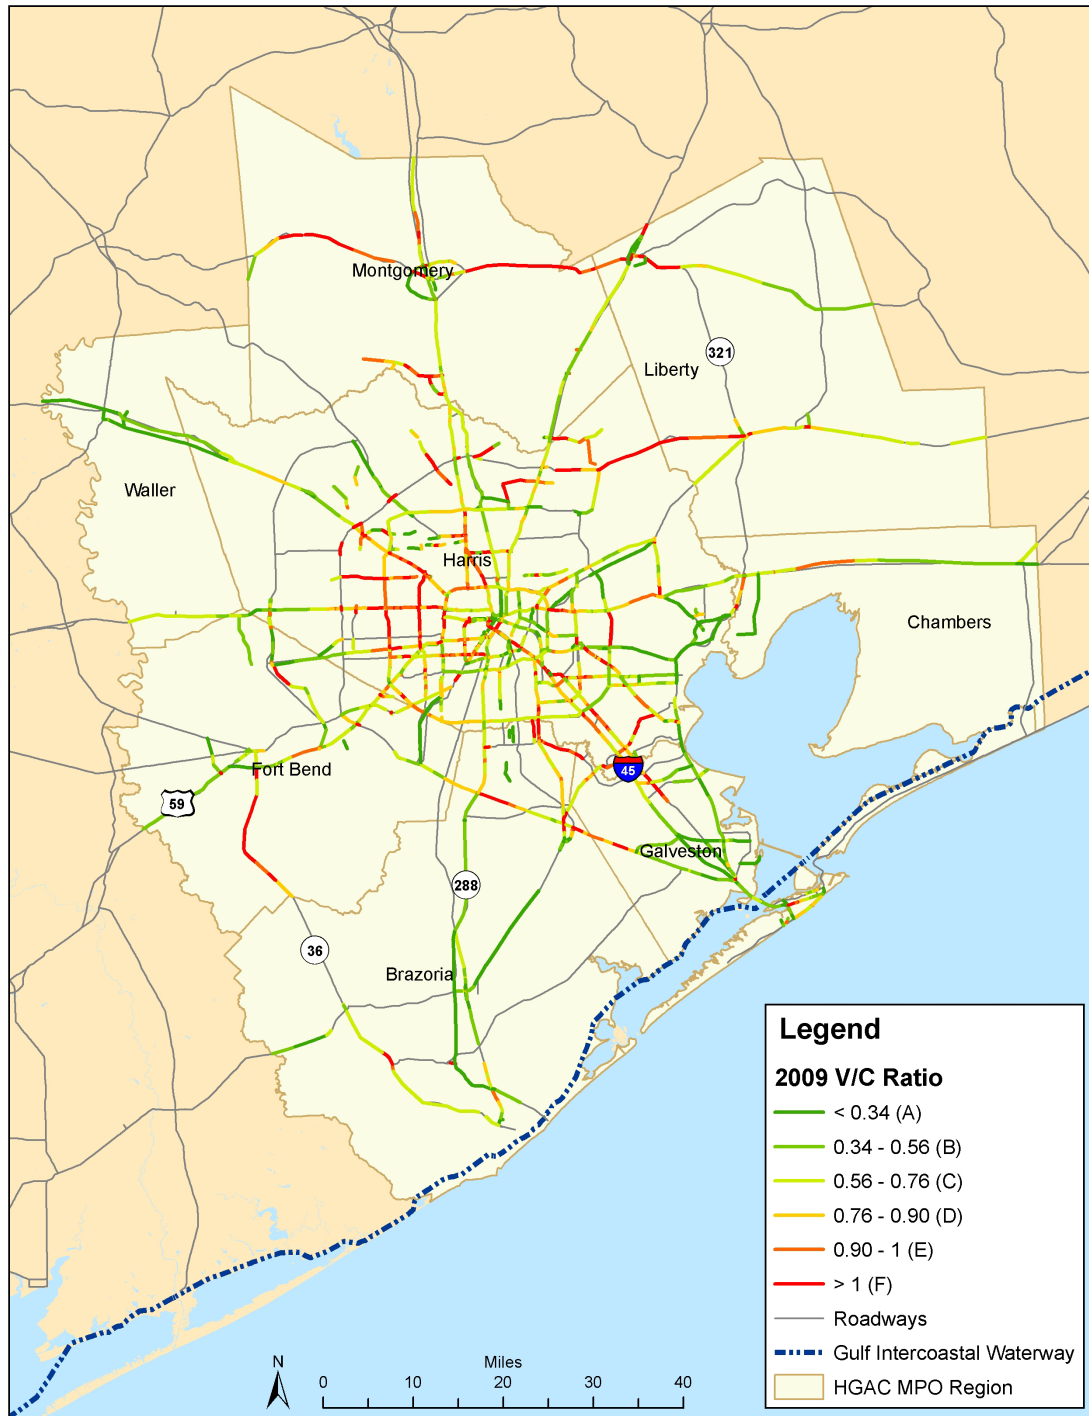 Montgomery
321
Liberty
Waller
Harris
Chambers
Fort Bend
45
59
Galveston
288
36
Brazoria
Legend
2009 V/C Ratio
< 0.34 (A)
0.34 - 0.56 (B)
0.56 - 0.76 (C)
0.76 - 0.90 (D)
0.90 - 1 (E)
> 1 (F)
Roadways
Gulf Intercoastal Waterway
HGAC MPO Region
N
Miles
0 10 20 30 40